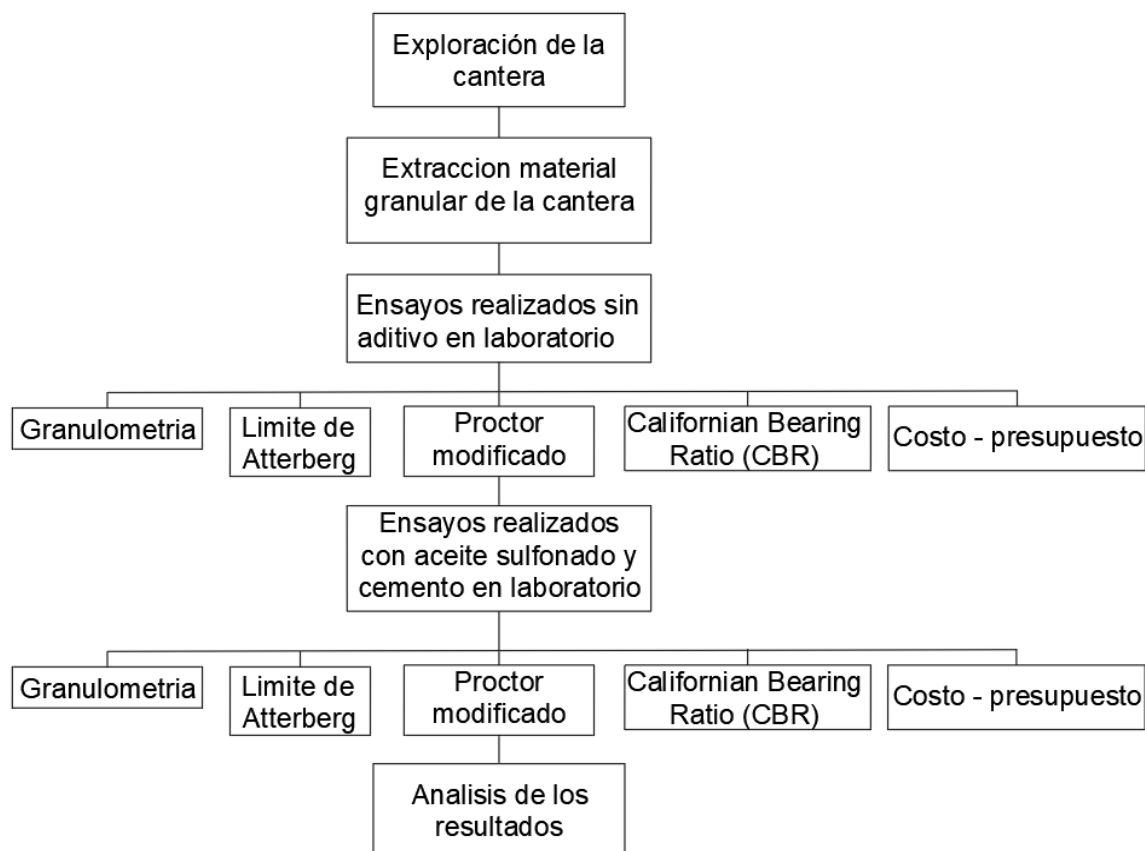 Exploración de la
cantera
Extraccion material
granular de la cantera
Ensayos realizados sin
aditivo en laboratorio
Granulometria
Limite de
Atterberg
Proctor
modificado
Californian Bearing
Ratio (CBR)
Costo - presupuesto
Ensayos realizados
con aceite sulfonado y
cemento en laboratorio
Granulometria
Limite de
Atterberg
Proctor
modificado
Californian Bearing
Ratio (CBR)
Costo - presupuesto
Analisis de los
resultados